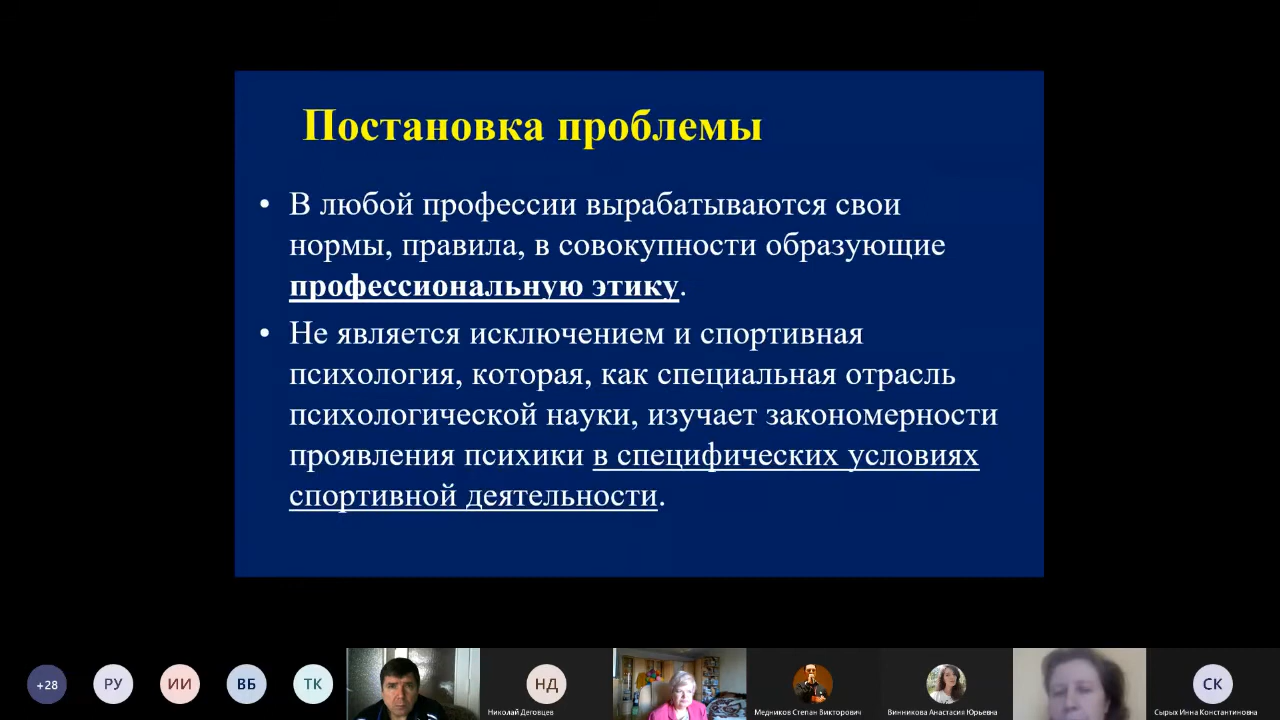 Постановка проблемы
• В любой профессии вырабатываются свои
нормы, правила, в совокупности образующие
профессиональную этику.
• Не является исключением и спортивная
психология, которая, как специальная отрасль
психологической науки, изучает закономерности
проявления психики в специфических условиях
спортивной деятельности.
+28
РУ
ИИ
ВБ
ТК
НД
СК
Николай Деговцев
Медников Степан Викторович
Винникова Анастасия Юрьевна
Сырых Инна Константиновна